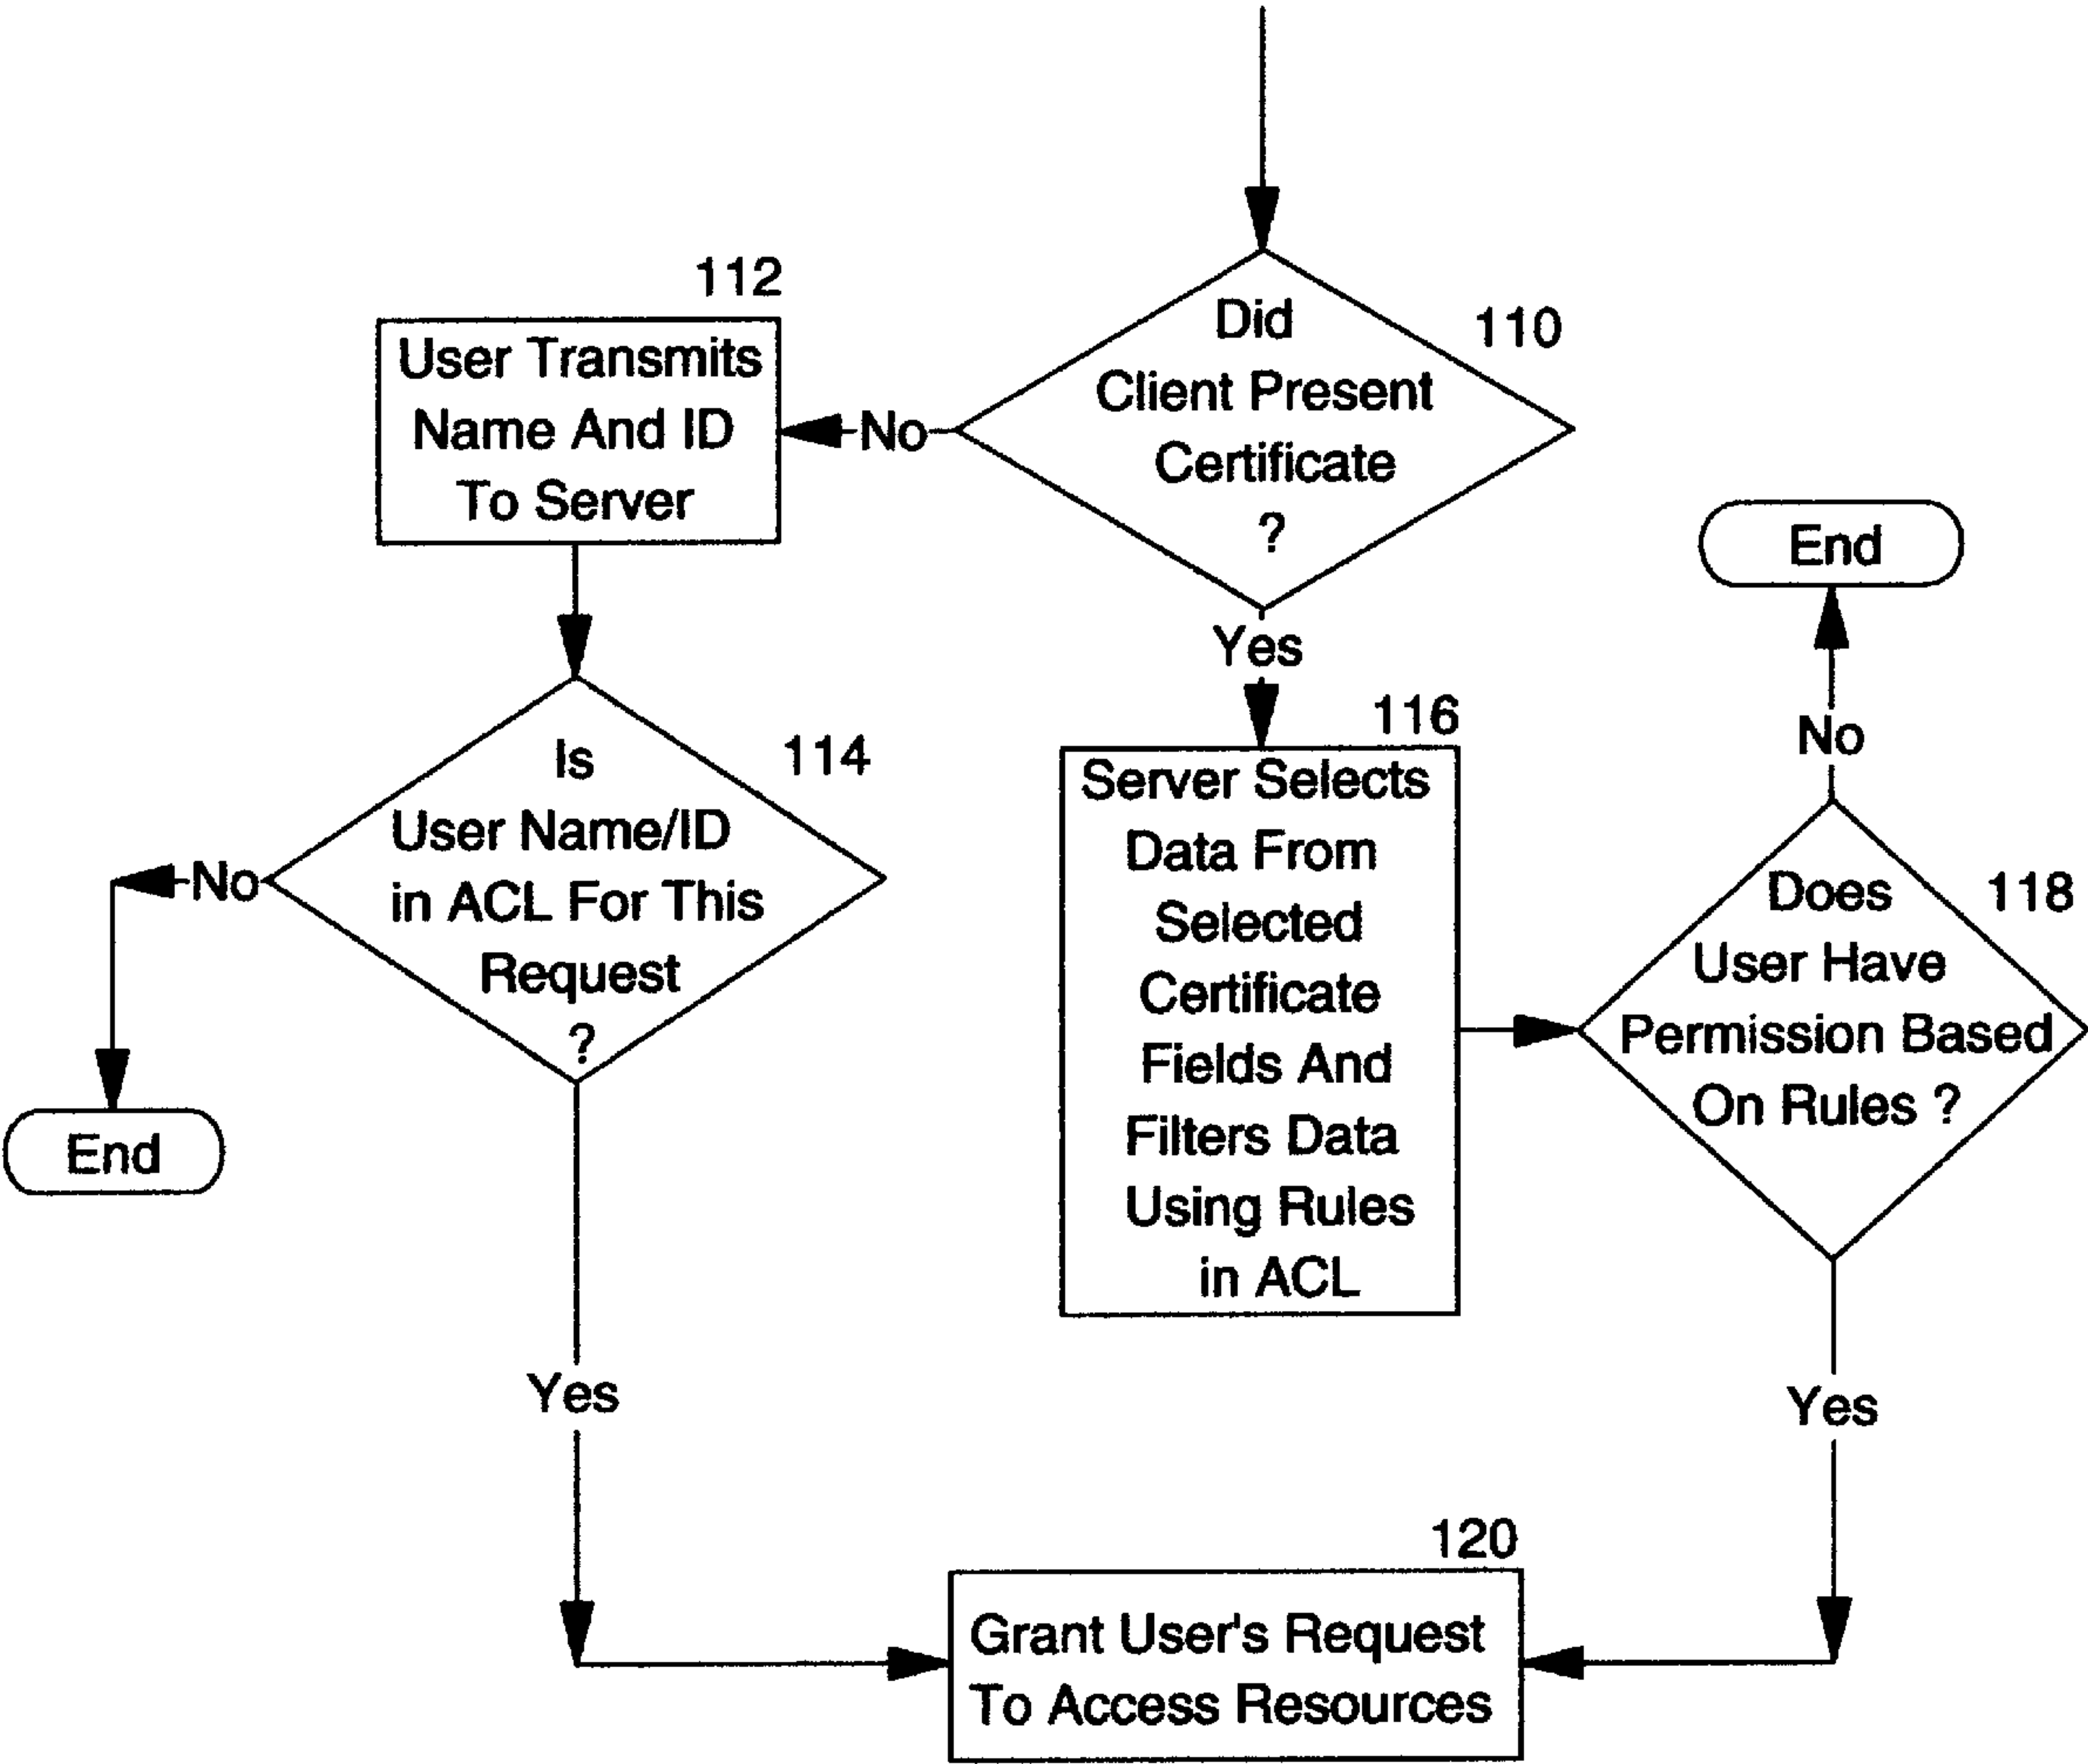 112
User Transmits
Name And ID
To Server
No
Did
Client Present
Certificate
?
110
Yes
End
No
Is
User Name/ID
in ACL For This
Request
?
114
No
End
Yes
116
Server Selects
Data From
Selected
Certificate
Fields And
Filters Data
Using Rules
in ACL
Does
User Have
Permission Based
On Rules ?
118
Yes
120
Grant User's Request
To Access Resources